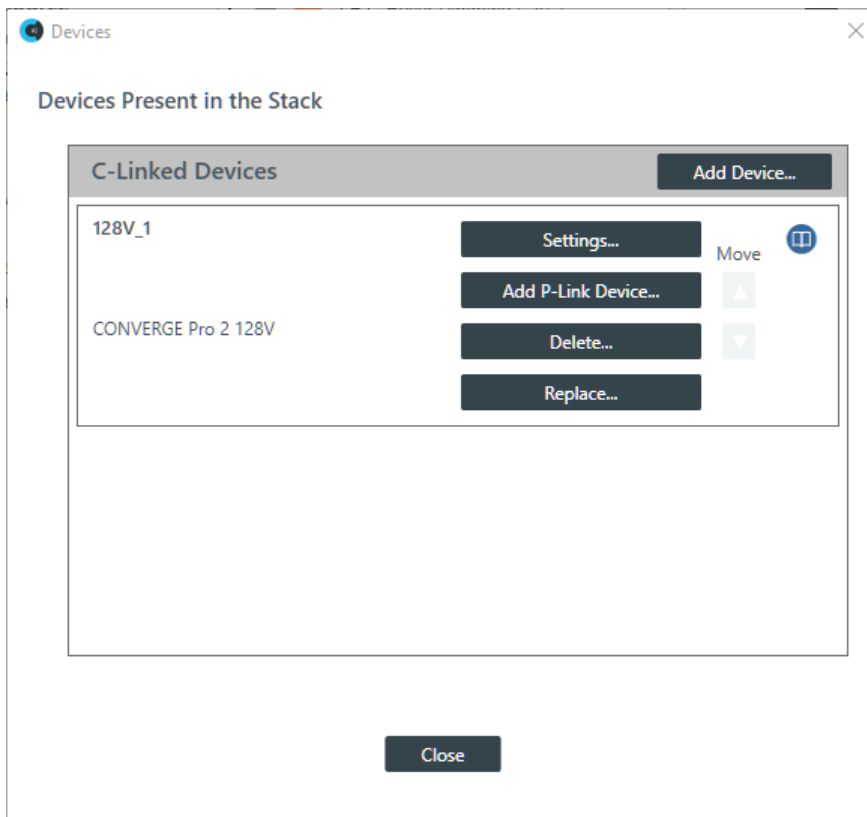 Devices
Devices Present in the Stack
C-Linked Devices
Add Device...
128V_1
Settings...
Move
Add P-Link Device...
CONVERGE Pro 2 128V
Delete...
Replace...
Close